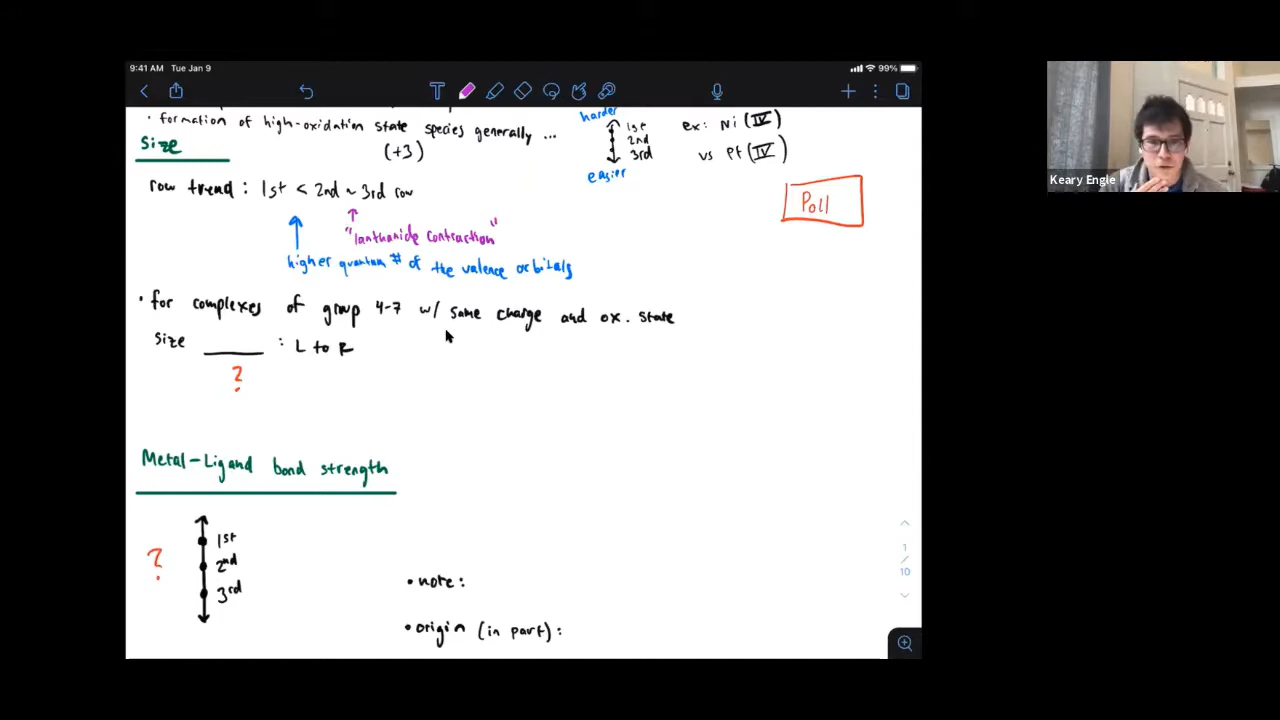 9:41 AM Tue Jan 9
99%
• formation of high-oxidation state species generally ...
(+3)
harder
1st
2nd
3rd
easier
ex: Ni (IV)
vs Pt (IV)
Size
Poll
row trend : 1st < 2nd ~ 3rd row
"lanthanide contraction"
higher quantum # of the valence orbitals
• for complexes of group 4-7 w/ same charge and ox. state
size ______ : L to R
?
Metal-Ligand bond strength
?
1st
2nd
3rd
• note:
• origin (in part):
1
/
10
Keary Engle